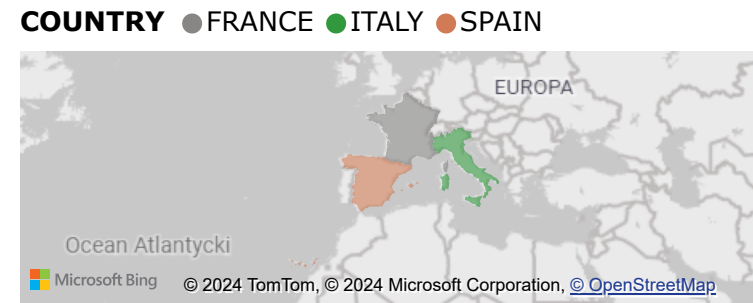 COUNTRY FRANCE ITALY SPAIN
EUROPA
Ocean Atlantycki
Microsoft Bing © 2024 TomTom, © 2024 Microsoft Corporation, © OpenStreetMap